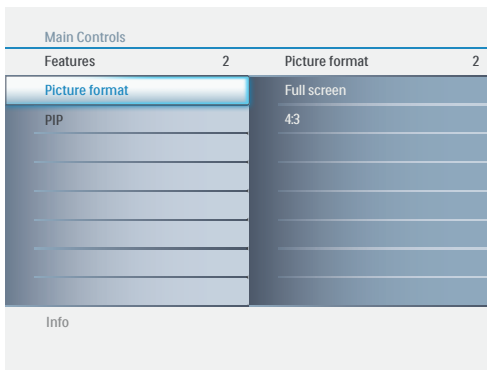 Main Controls
Features 2 Picture format 2
Picture format Full screen
PIP 4:3
Info